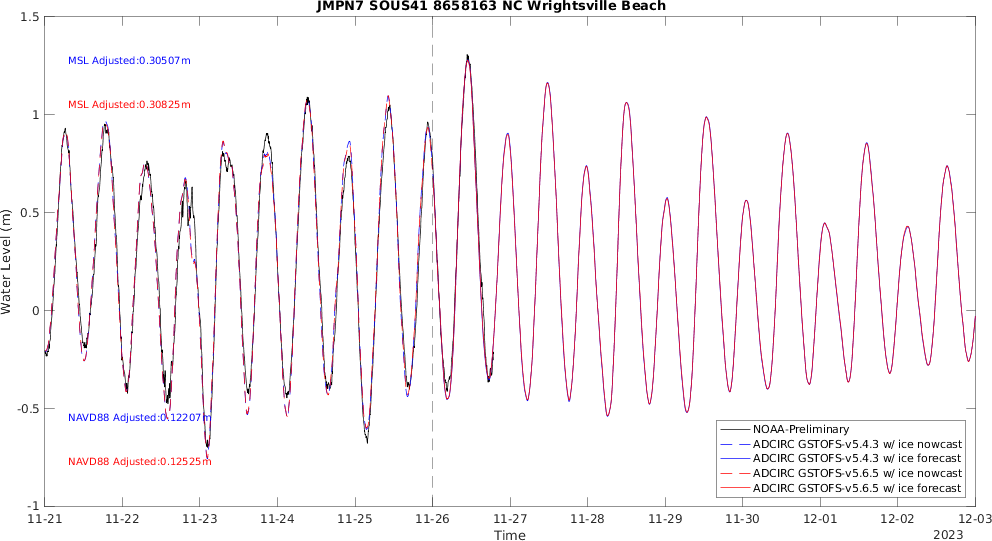 JMPN7 SOUS41 8658163 NC Wrightsville Beach
1.5
1
0.5
0
-0.5
-1
Water Level (m)
MSL Adjusted:0.30507m
MSL Adjusted:0.30825m
NAVD88 Adjusted:0.12207m
NAVD88 Adjusted:0.12525m
NOAA-Preliminary
ADCIRC GSTOFS-v5.4.3 w/ ice nowcast
ADCIRC GSTOFS-v5.4.3 w/ ice forecast
ADCIRC GSTOFS-v5.6.5 w/ ice nowcast
ADCIRC GSTOFS-v5.6.5 w/ ice forecast
11-21 11-22 11-23 11-24 11-25 11-26 11-27 11-28 11-29 11-30 12-01 12-02 12-03
Time
2023